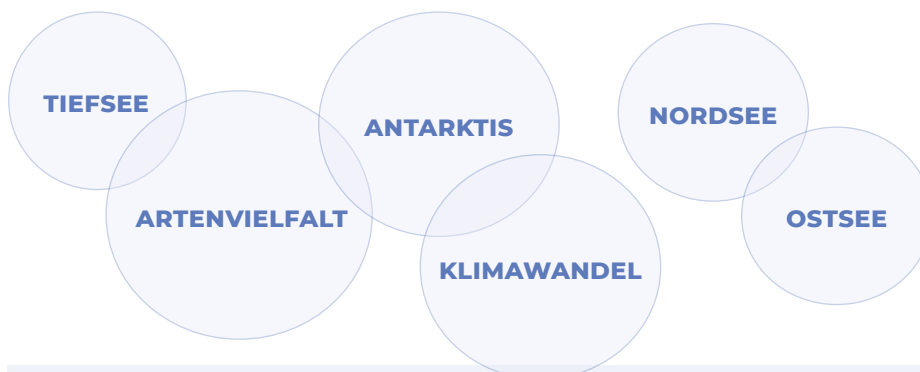 TIEFSEE
ANTARKTIS
NORDSEE
ARTENVIELFALT
OSTSEE
KLIMAWANDEL